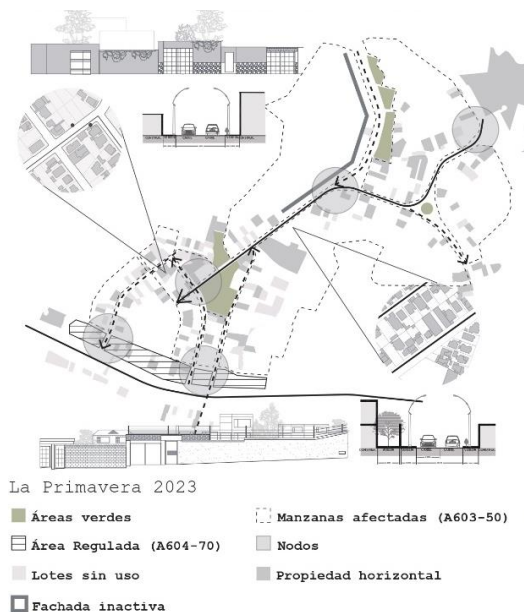 La Primavera 2023
Áreas verdes
Manzanas afectadas (A603-50)
Área Regulada (A604-70)
Nodos
Lotes sin uso
Propiedad horizontal
Fachada inactiva